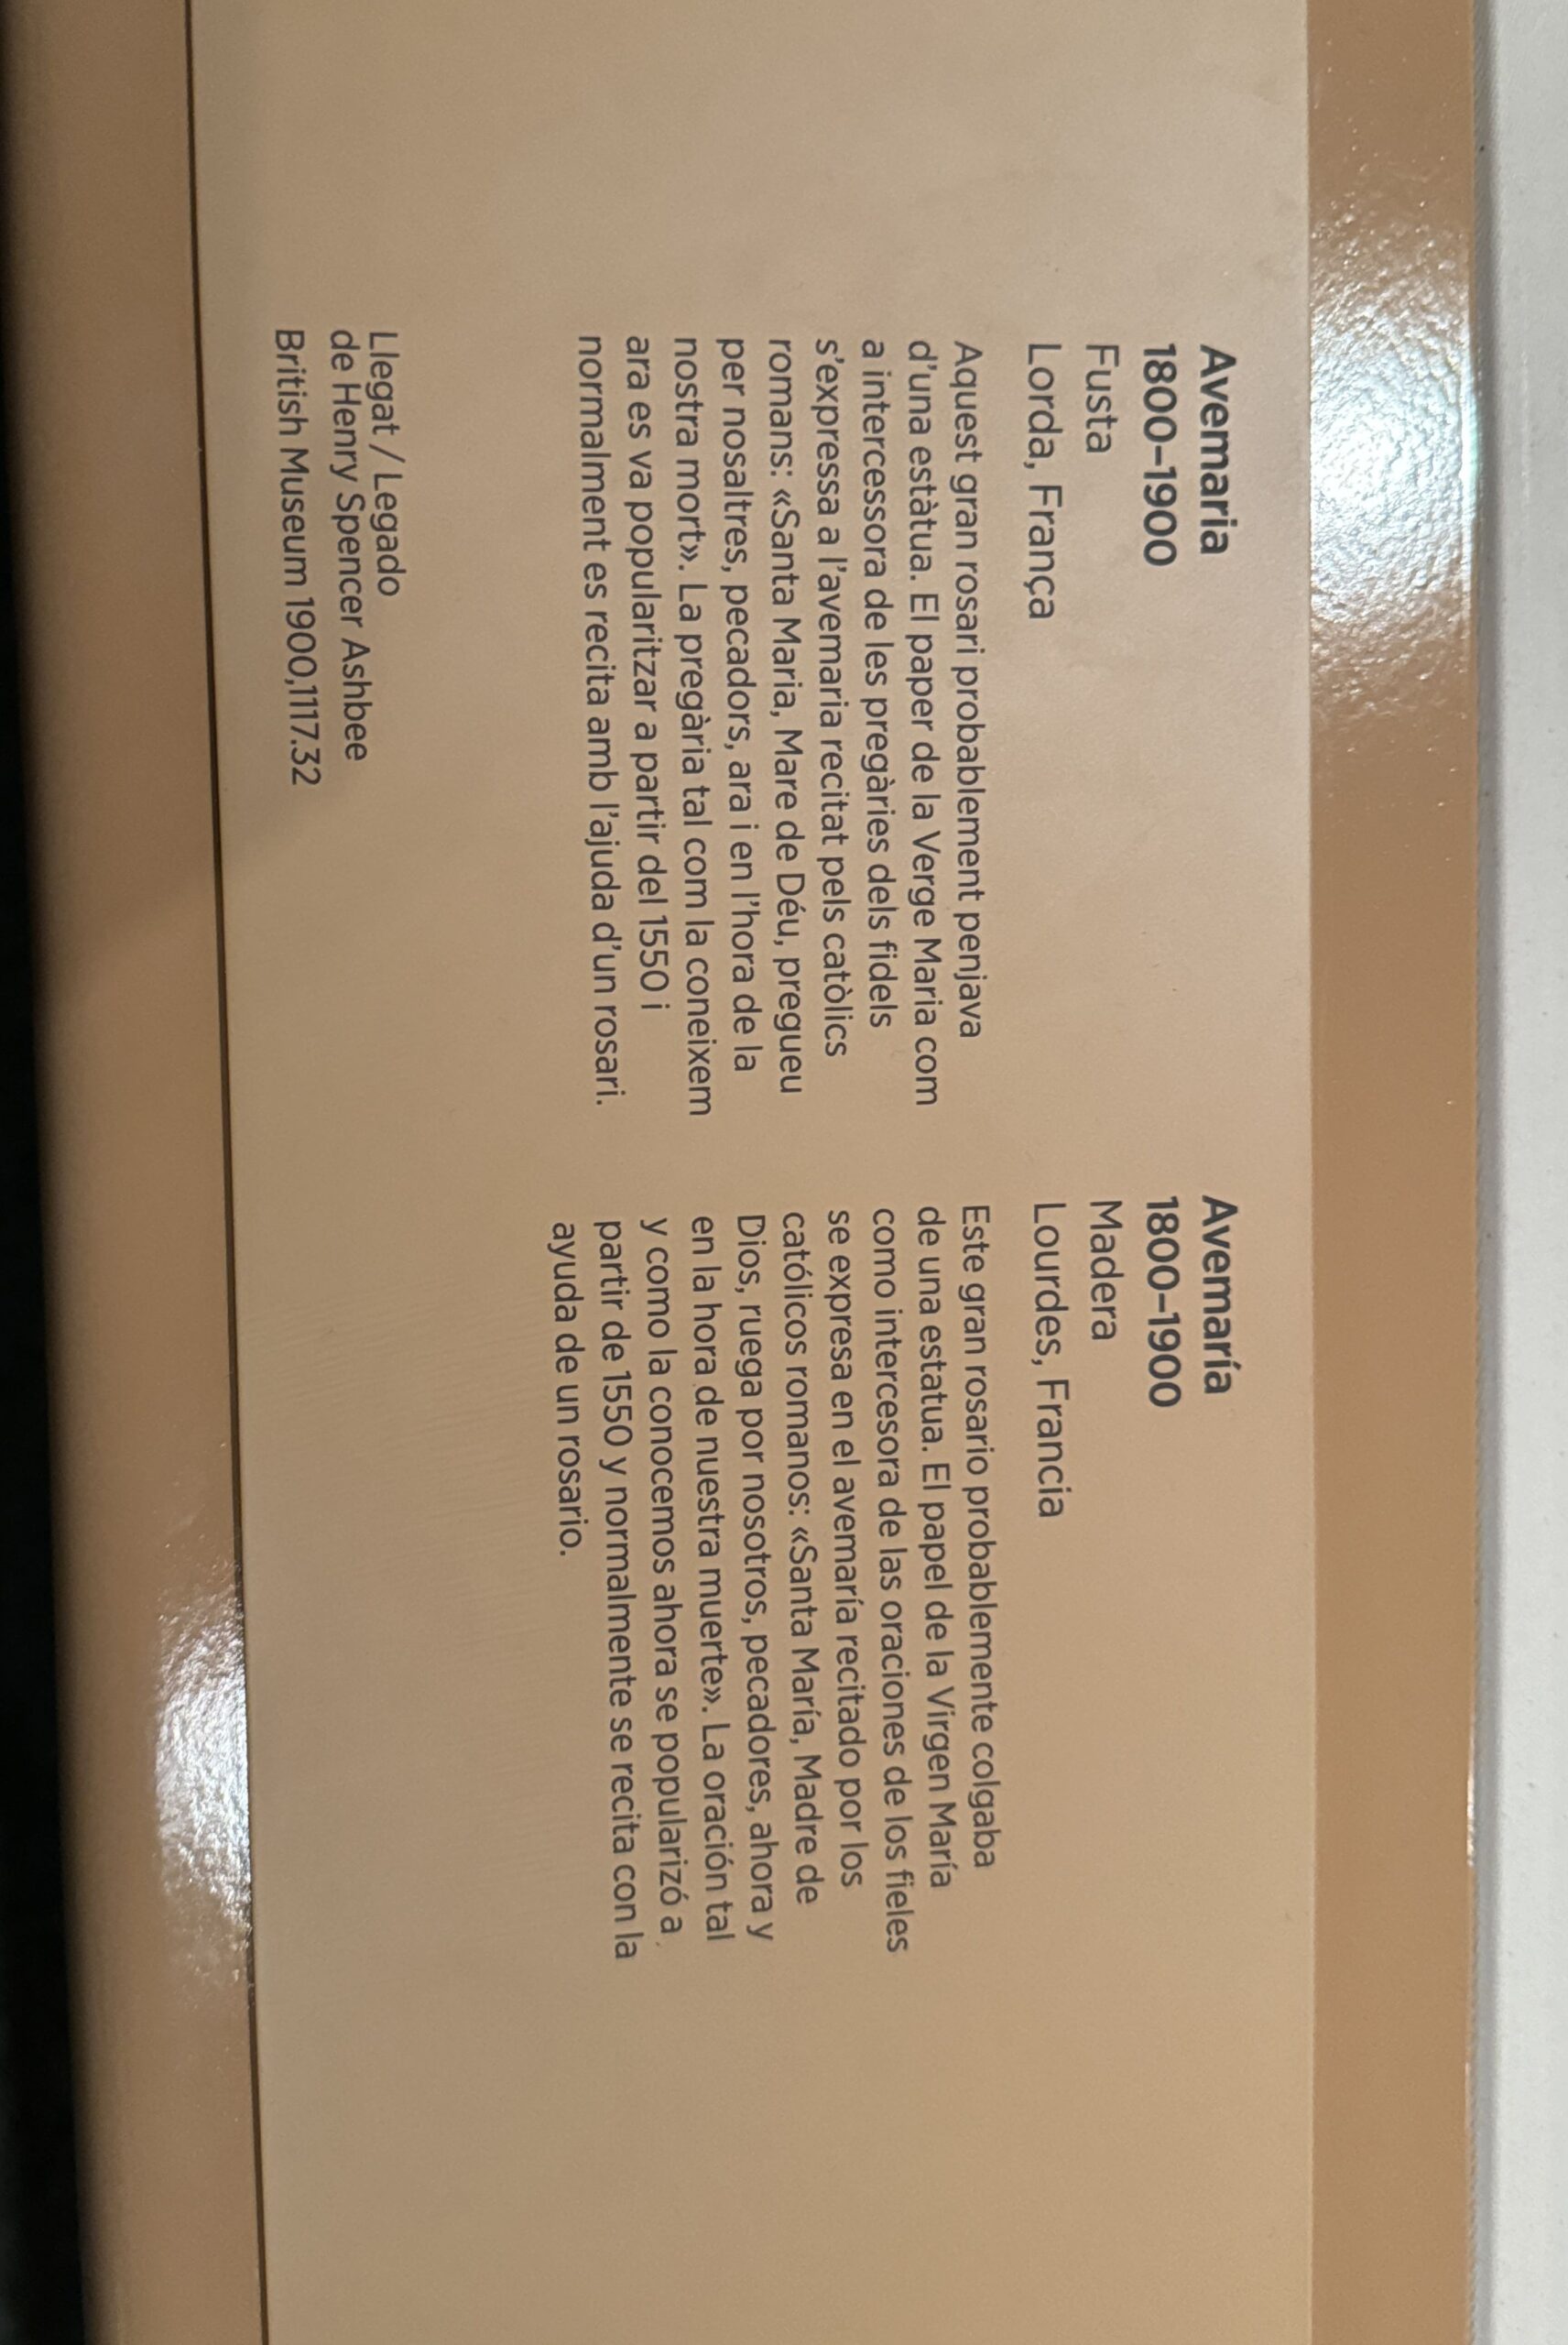 Avemaria
1800–1900
Fusta
Lorda, França
Aquest gran rosari probablement penjava
d’una estàtua. El paper de la Verge Maria com
a intercessora de les pregàries dels fidels
s’expressa a l’avemaria recitat pels catòlics
romans: «Santa Maria, Mare de Déu, pregueu
per nosaltres, pecadors, ara i en l’hora de la
nostra mort». La pregària tal com la coneixem
ara es va popularitzar a partir del 1550 i
normalment es recita amb l’ajuda d’un rosari.
Llegat / Legado
de Henry Spencer Ashbee
British Museum 1900,1117.32
Avemaría
1800–1900
Madera
Lourdes, Francia
Este gran rosario probablemente colgaba
de una estatua. El papel de la Virgen María
como intercesora de las oraciones de los fieles
se expresa en el avemaría recitado por los
católicos romanos: «Santa María, Madre de
Dios, ruega por nosotros, pecadores, ahora y
en la hora de nuestra muerte». La oración tal
y como la conocemos ahora se popularizó a
partir de 1550 y normalmente se recita con la
ayuda de un rosario.